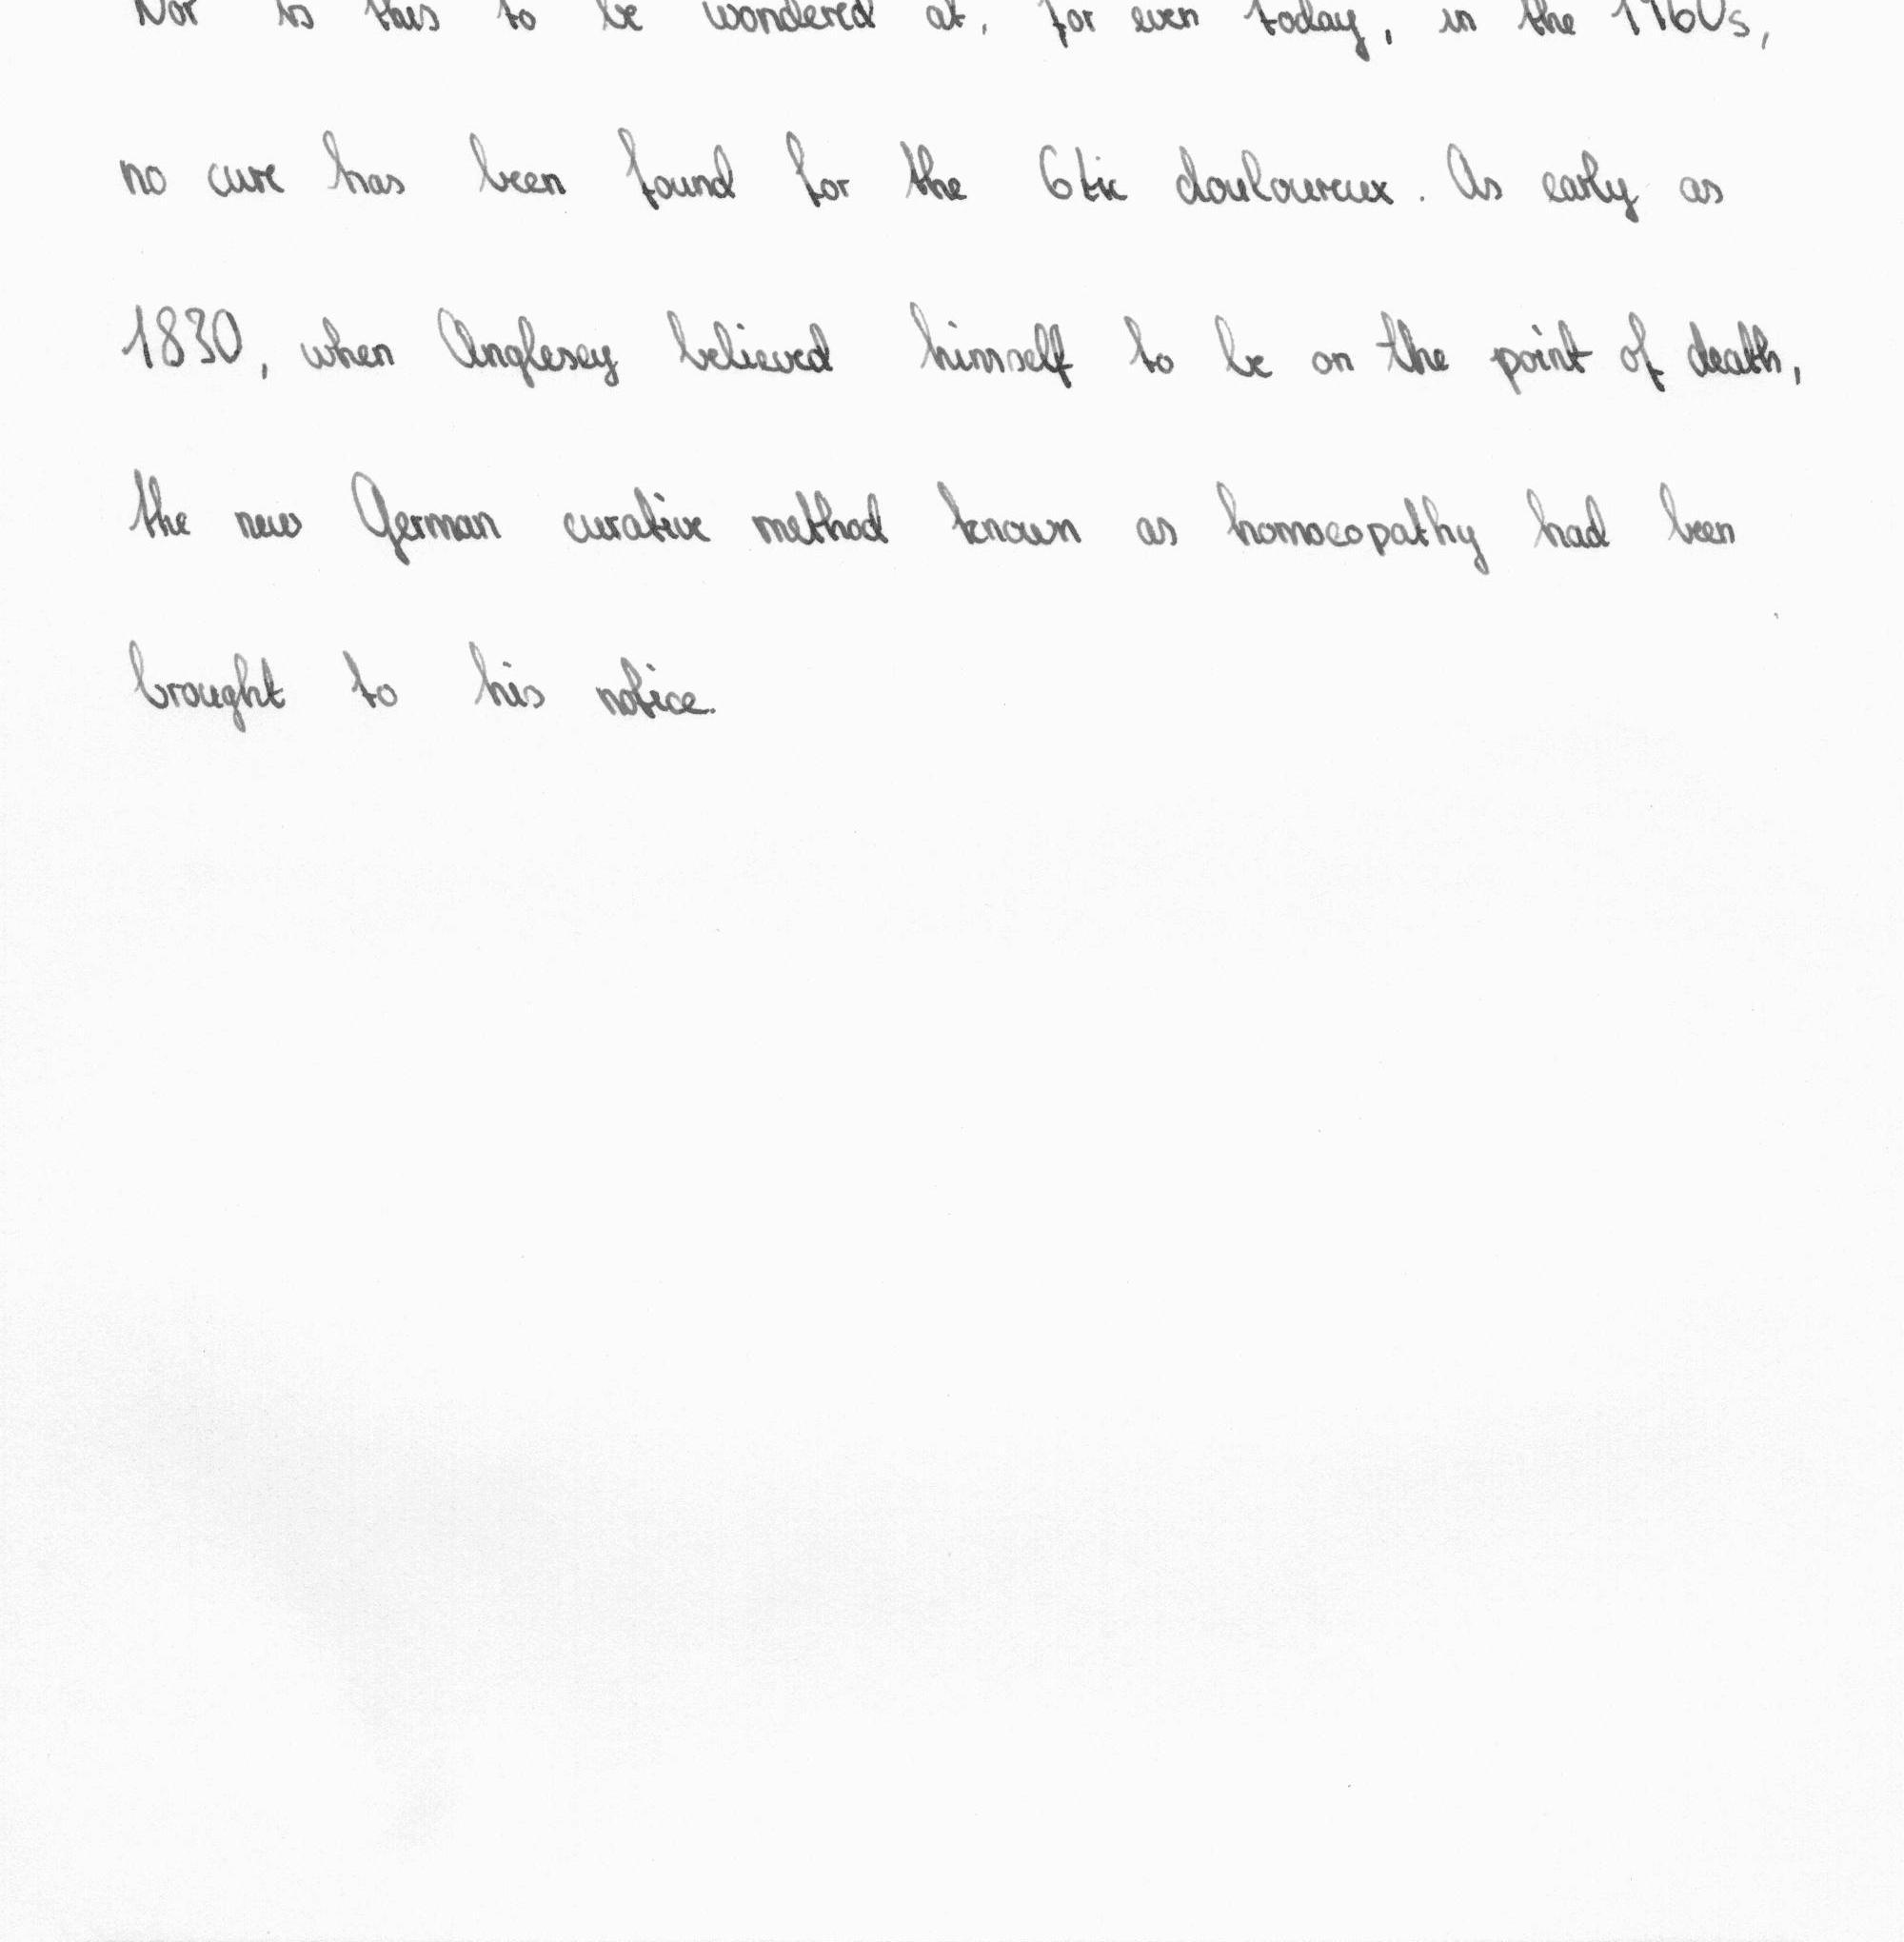 Nor is this to be wondered at, for even today, in the 1960s,
no cure has been found for the 6tic douloureux. As early as
1830, when Anglesey believed himself to be on the point of death,
the new German curative method known as homoeopathy had been
brought to his notice.